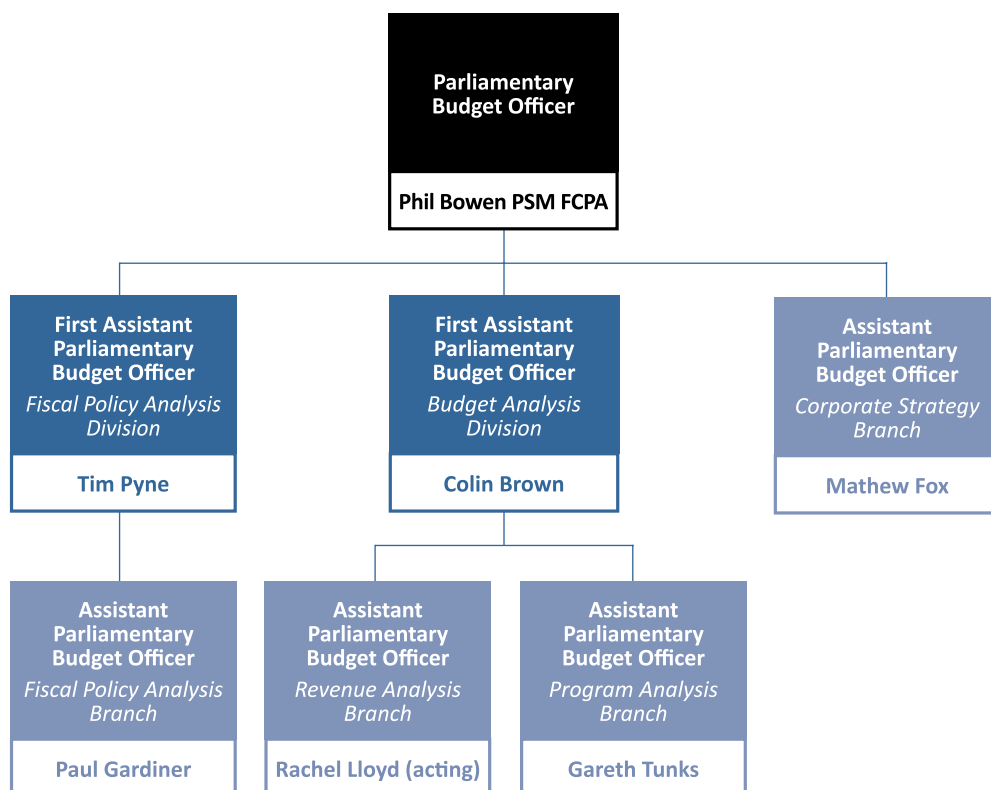 Parliamentary
Budget Officer
Phil Bowen PSM FCPA
First Assistant
Parliamentary
Budget Officer
Fiscal Policy Analysis
Division
Tim Pyne
First Assistant
Parliamentary
Budget Officer
Budget Analysis
Division
Colin Brown
Assistant
Parliamentary
Budget Officer
Corporate Strategy
Branch
Mathew Fox
Assistant
Parliamentary
Budget Officer
Fiscal Policy Analysis
Branch
Paul Gardiner
Assistant
Parliamentary
Budget Officer
Revenue Analysis
Branch
Rachel Lloyd (acting)
Assistant
Parliamentary
Budget Officer
Program Analysis
Branch
Gareth Tunks